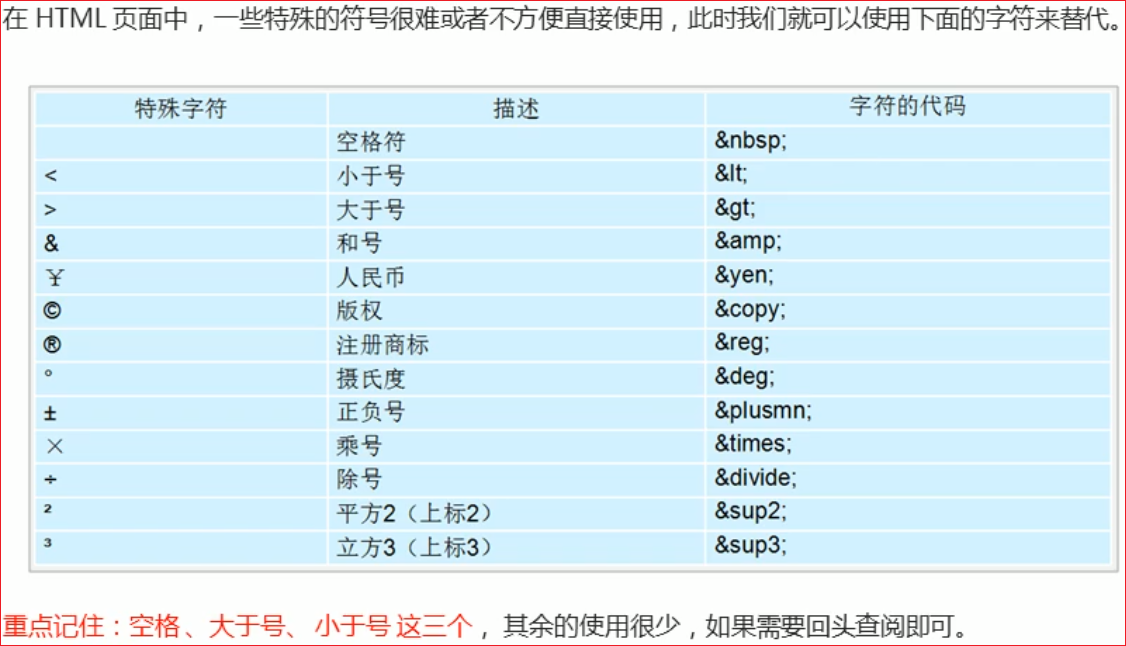 在 HTML 页面中，一些特殊的符号很难或者不方便直接使用，此时我们就可以使用下面的字符来替代。
特殊字符 描述 字符的代码
空格符 &nbsp;
< 小于号 &lt;
> 大于号 &gt;
& 和号 &amp;
￥ 人民币 &yen;
© 版权 &copy;
® 注册商标 &reg;
° 摄氏度 &deg;
± 正负号 &plusmn;
× 乘号 &times;
÷ 除号 &divide;
² 平方2（上标2） &sup2;
³ 立方3（上标3） &sup3;
重点记住：空格 、大于号、 小于号 这三个 ， 其余的使用很少，如果需要回头查阅即可。